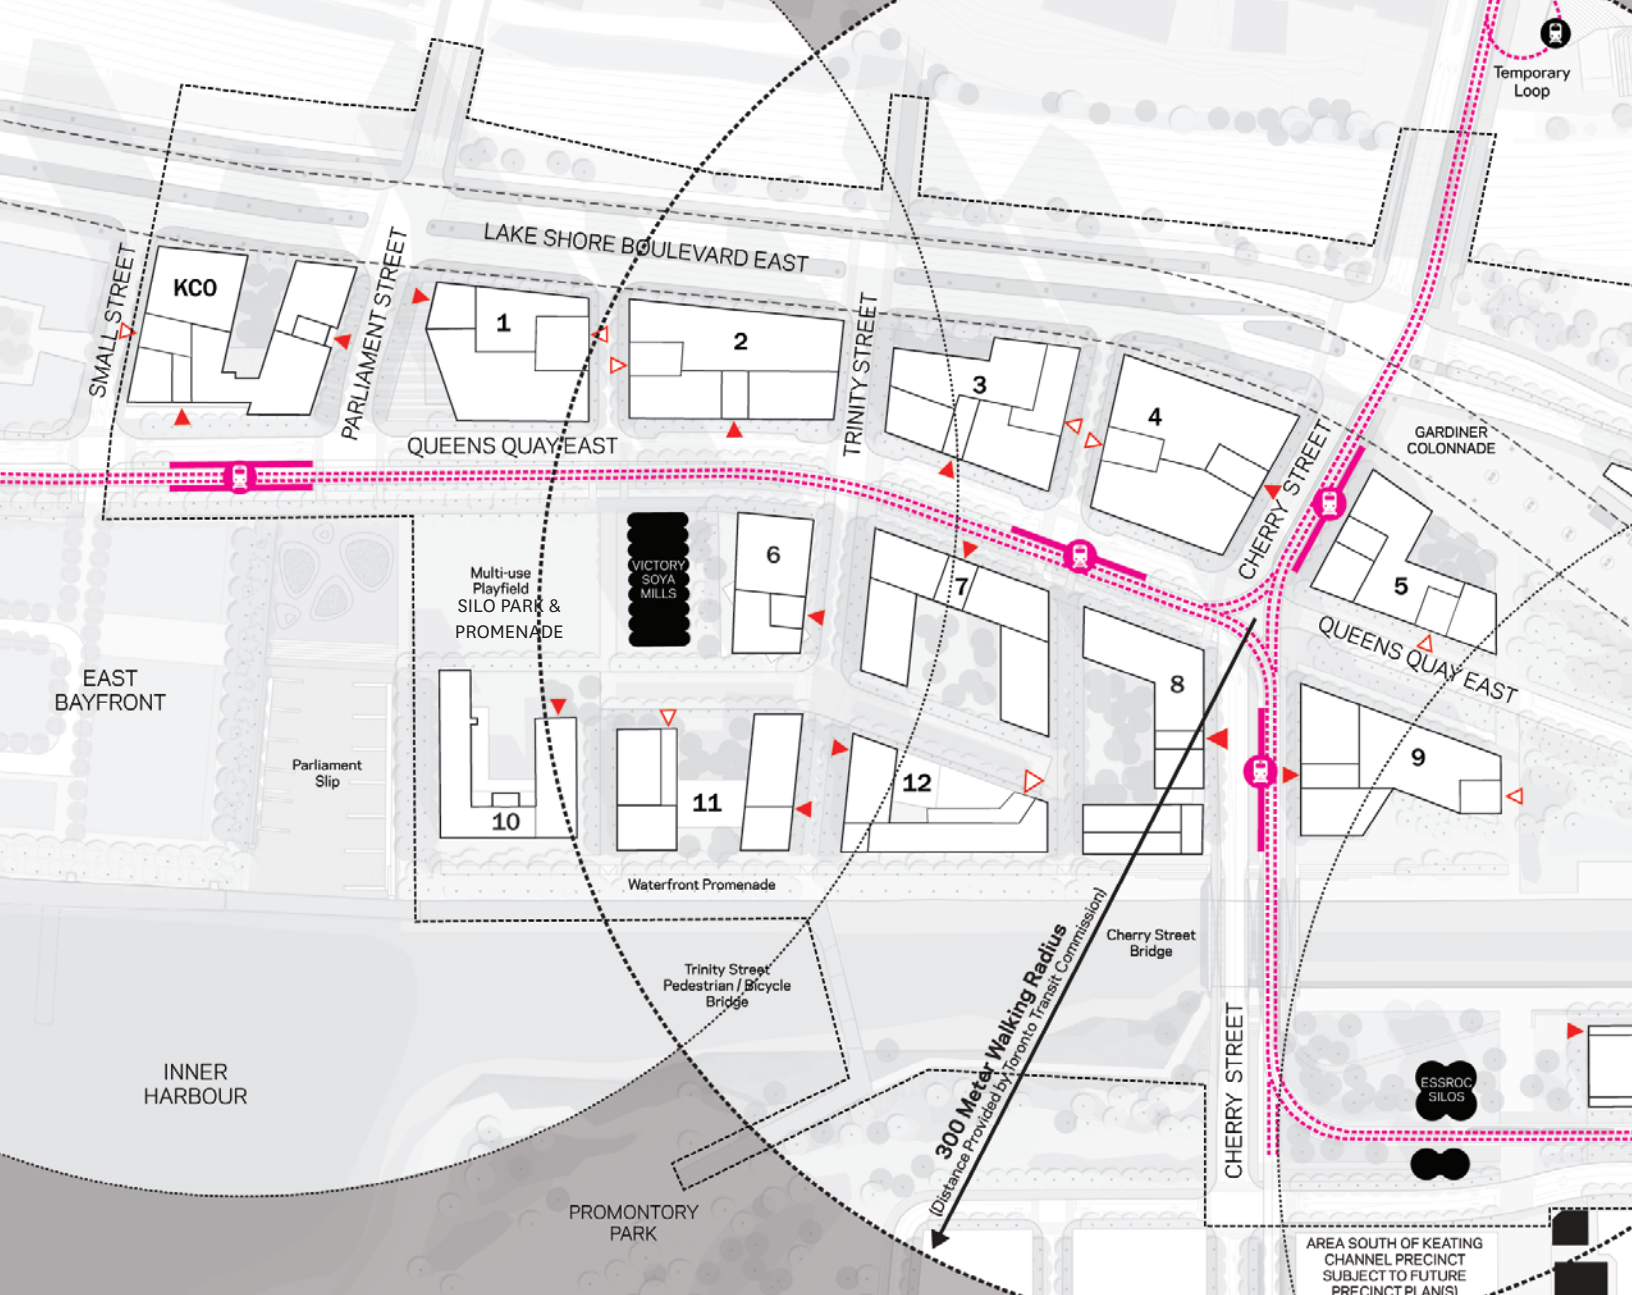 Temporary
Loop
LAKE SHORE BOULEVARD EAST
SMALL STREET
KCO
PARLIAMENT STREET
1
2
TRINITY STREET
3
4
CHERRY STREET
GARDINER
COLONNADE
QUEENS QUAY EAST
VICTORY
SOYA
MILLS
6
7
5
QUEENS QUAY EAST
Multi-use
Playfield
SILO PARK &
PROMENADE
EAST
BAYFRONT
8
9
Parliament
Slip
10
11
12
Waterfront Promenade
Trinity Street
Pedestrian / Bicycle
Bridge
300 Meter Walking Radius
(Distance Provided by Toronto Transit Commission)
Cherry Street
Bridge
CHERRY STREET
INNER
HARBOUR
ESSROC
SILOS
PROMONTORY
PARK
AREA SOUTH OF KEATING
CHANNEL PRECINCT
SUBJECT TO FUTURE
PRECINCT PLAN(S)